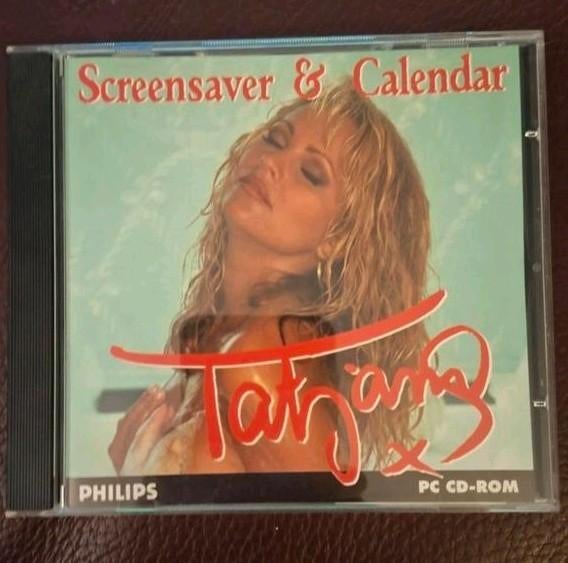 Screensaver & Calendar
Tatjana x
PHILIPS
PC CD-ROM